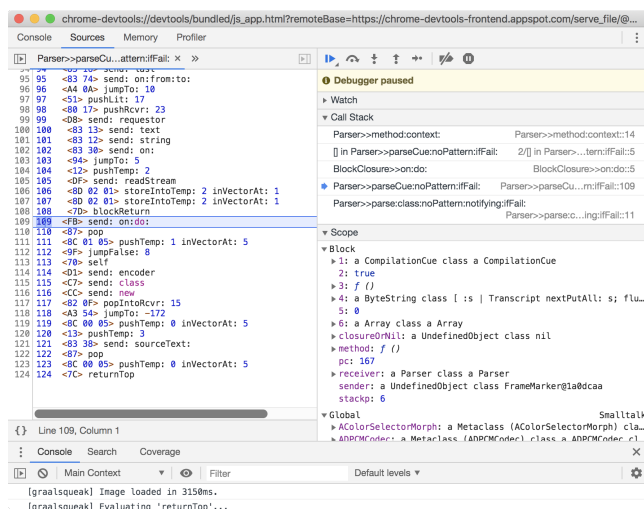 chrome-devtools://devtools/bundled/js_app.html?remoteBase=https://chrome-devtools-frontend.appspot.com/serve_file/@...
Console Sources Memory Profiler
Parser>>parseCu...attern:ifFail: × »
95 95 <83 74> send: on:from:to:
96 96 <A4 0A> jumpTo: 10
97 97 <51> pushLit: 17
98 98 <80 17> pushRcvr: 23
99 99 <D8> send: requestor
100 100 <83 13> send: text
101 101 <83 12> send: string
102 102 <83 30> send: on:
103 103 <94> jumpTo: 5
104 104 <12> pushTemp: 2
105 105 <DF> send: readStream
106 106 <8D 02 01> storeIntoTemp: 2 inVectorAt: 1
107 107 <8D 02 01> storeIntoTemp: 2 inVectorAt: 1
108 108 <7D> blockReturn
109 109 <FB> send: on:do:
110 110 <87> pop
111 111 <8C 01 05> pushTemp: 1 inVectorAt: 5
112 112 <9F> jumpFalse: 8
113 113 <70> self
114 114 <D1> send: encoder
115 115 <C7> send: class
116 116 <CC> send: new
117 117 <82 0F> popIntoRcvr: 15
118 118 <A3 54> jumpTo: -172
119 119 <8C 00 05> pushTemp: 0 inVectorAt: 5
120 120 <13> pushTemp: 3
121 121 <83 38> send: sourceText:
122 122 <87> pop
123 123 <8C 00 05> pushTemp: 0 inVectorAt: 5
124 124 <7C> returnTop
{} Line 109, Column 1
Debugger paused
Watch
Call Stack
Parser>>method:context: Parser>>method:context::14
[] in Parser>>parseCue:noPattern:ifFail: 2/[] in Parser>...tern:ifFail::5
BlockClosure>>on:do: BlockClosure>>on:do::5
Parser>>parseCue:noPattern:ifFail: Parser>>parseCu...rn:ifFail::109
Parser>>parse:class:noPattern:notifying:ifFail:
Parser>>parse:c...ing:ifFail::11
Scope
Block
1: a CompilationCue class a CompilationCue
2: true
3: ƒ ()
4: a ByteString class [ :s | Transcript nextPutAll: s; flu...
5: 0
6: a Array class a Array
closureOrNil: a UndefinedObject class nil
method: ƒ ()
pc: 167
receiver: a Parser class a Parser
sender: a UndefinedObject class FrameMarker@1a0dcaa
stackp: 6
Global Smalltalk
AColorSelectorMorph: a Metaclass (AColorSelectorMorph) cla...
ADPCMCodec: a Metaclass (ADPCMCodec) class a ADPCMCodec cl...
Console Search Coverage ×
Main Context Filter Default levels
[graalsqueak] Image loaded in 3150ms.
[graalsqueak] Evaluating 'returnTop'...